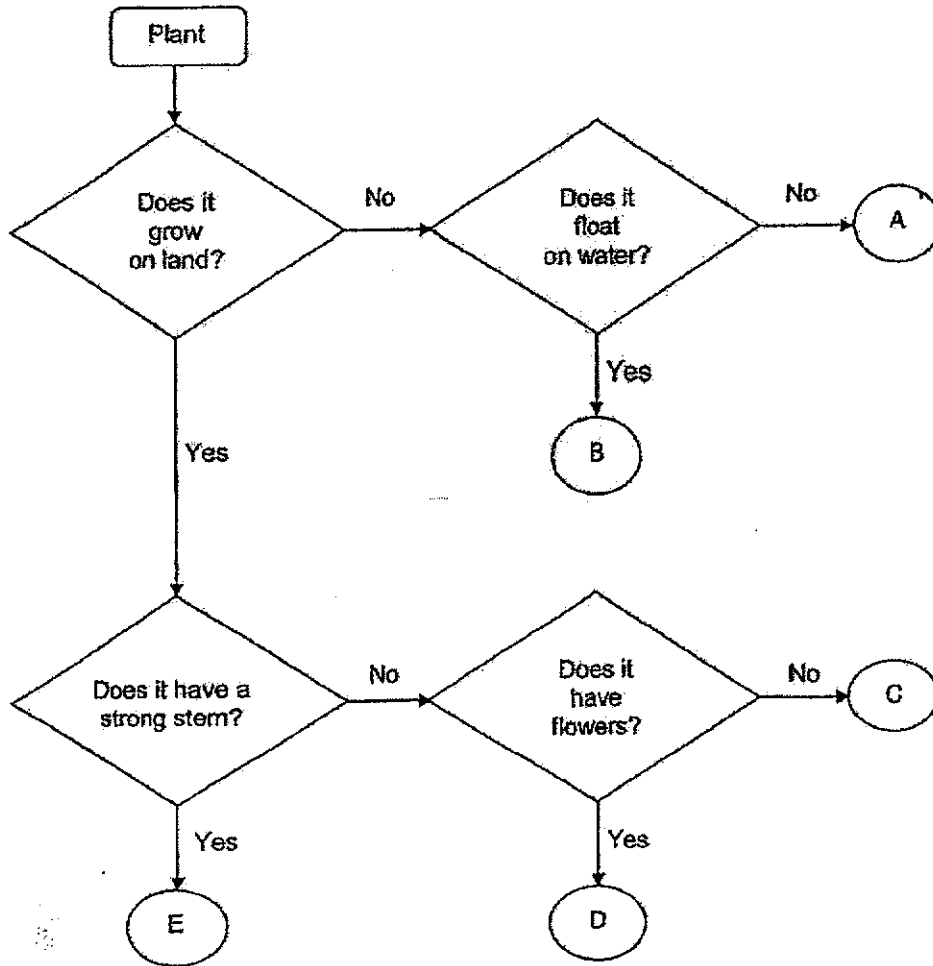 Plant
Does it
grow
on land?
No
Does it
float
on water?
No
A
Yes
B
Yes
Does it have a
strong stem?
No
Does it
have
flowers?
No
C
Yes
E
Yes
D